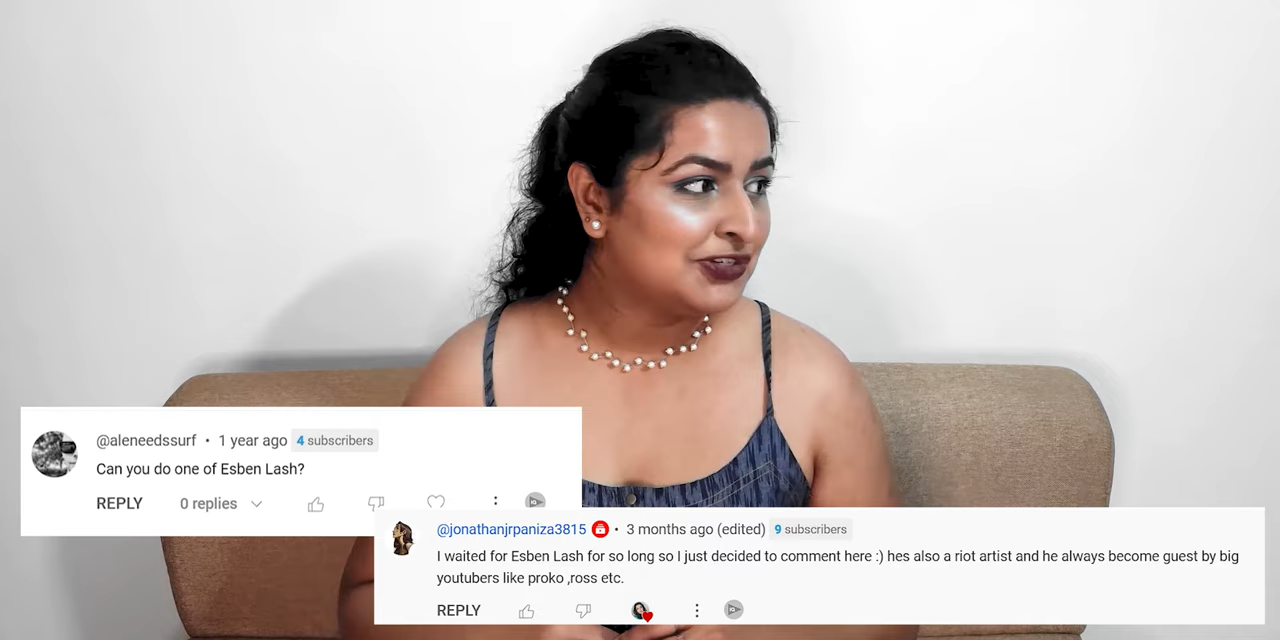 @aleneedssurf • 1 year ago 4 subscribers
Can you do one of Esben Lash?
REPLY 0 replies
@jonathanjrpaniza3815 • 3 months ago (edited) 9 subscribers
I waited for Esben Lash for so long so I just decided to comment here :) hes also a riot artist and he always become guest by big
youtubers like proko ,ross etc.
REPLY